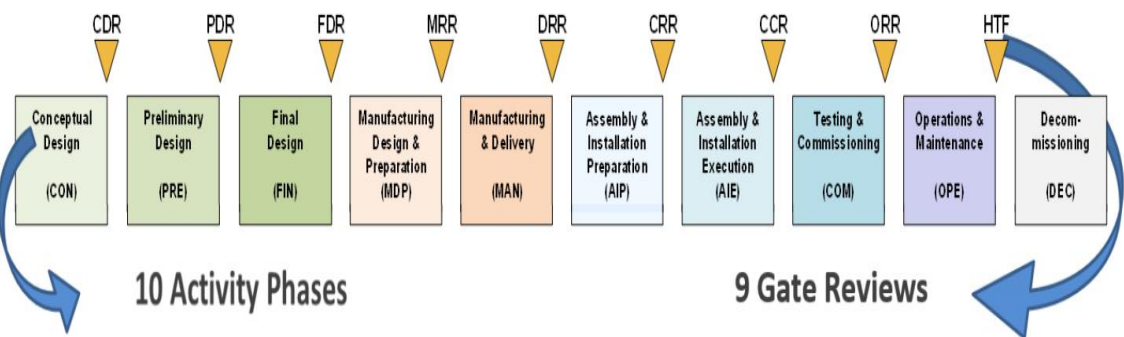 CDR PDR FDR MRR DRR CRR CCR ORR HTF
Conceptual
Design
(CON)
Preliminary
Design
(PRE)
Final
Design
(FIN)
Manufacturing
Design &
Preparation
(MDP)
Manufacturing
& Delivery
(MAN)
Assembly &
Installation
Preparation
(AIP)
Assembly &
Installation
Execution
(AIE)
Testing &
Commissioning
(COM)
Operations &
Maintenance
(OPE)
Decom-
missioning
(DEC)
10 Activity Phases
9 Gate Reviews